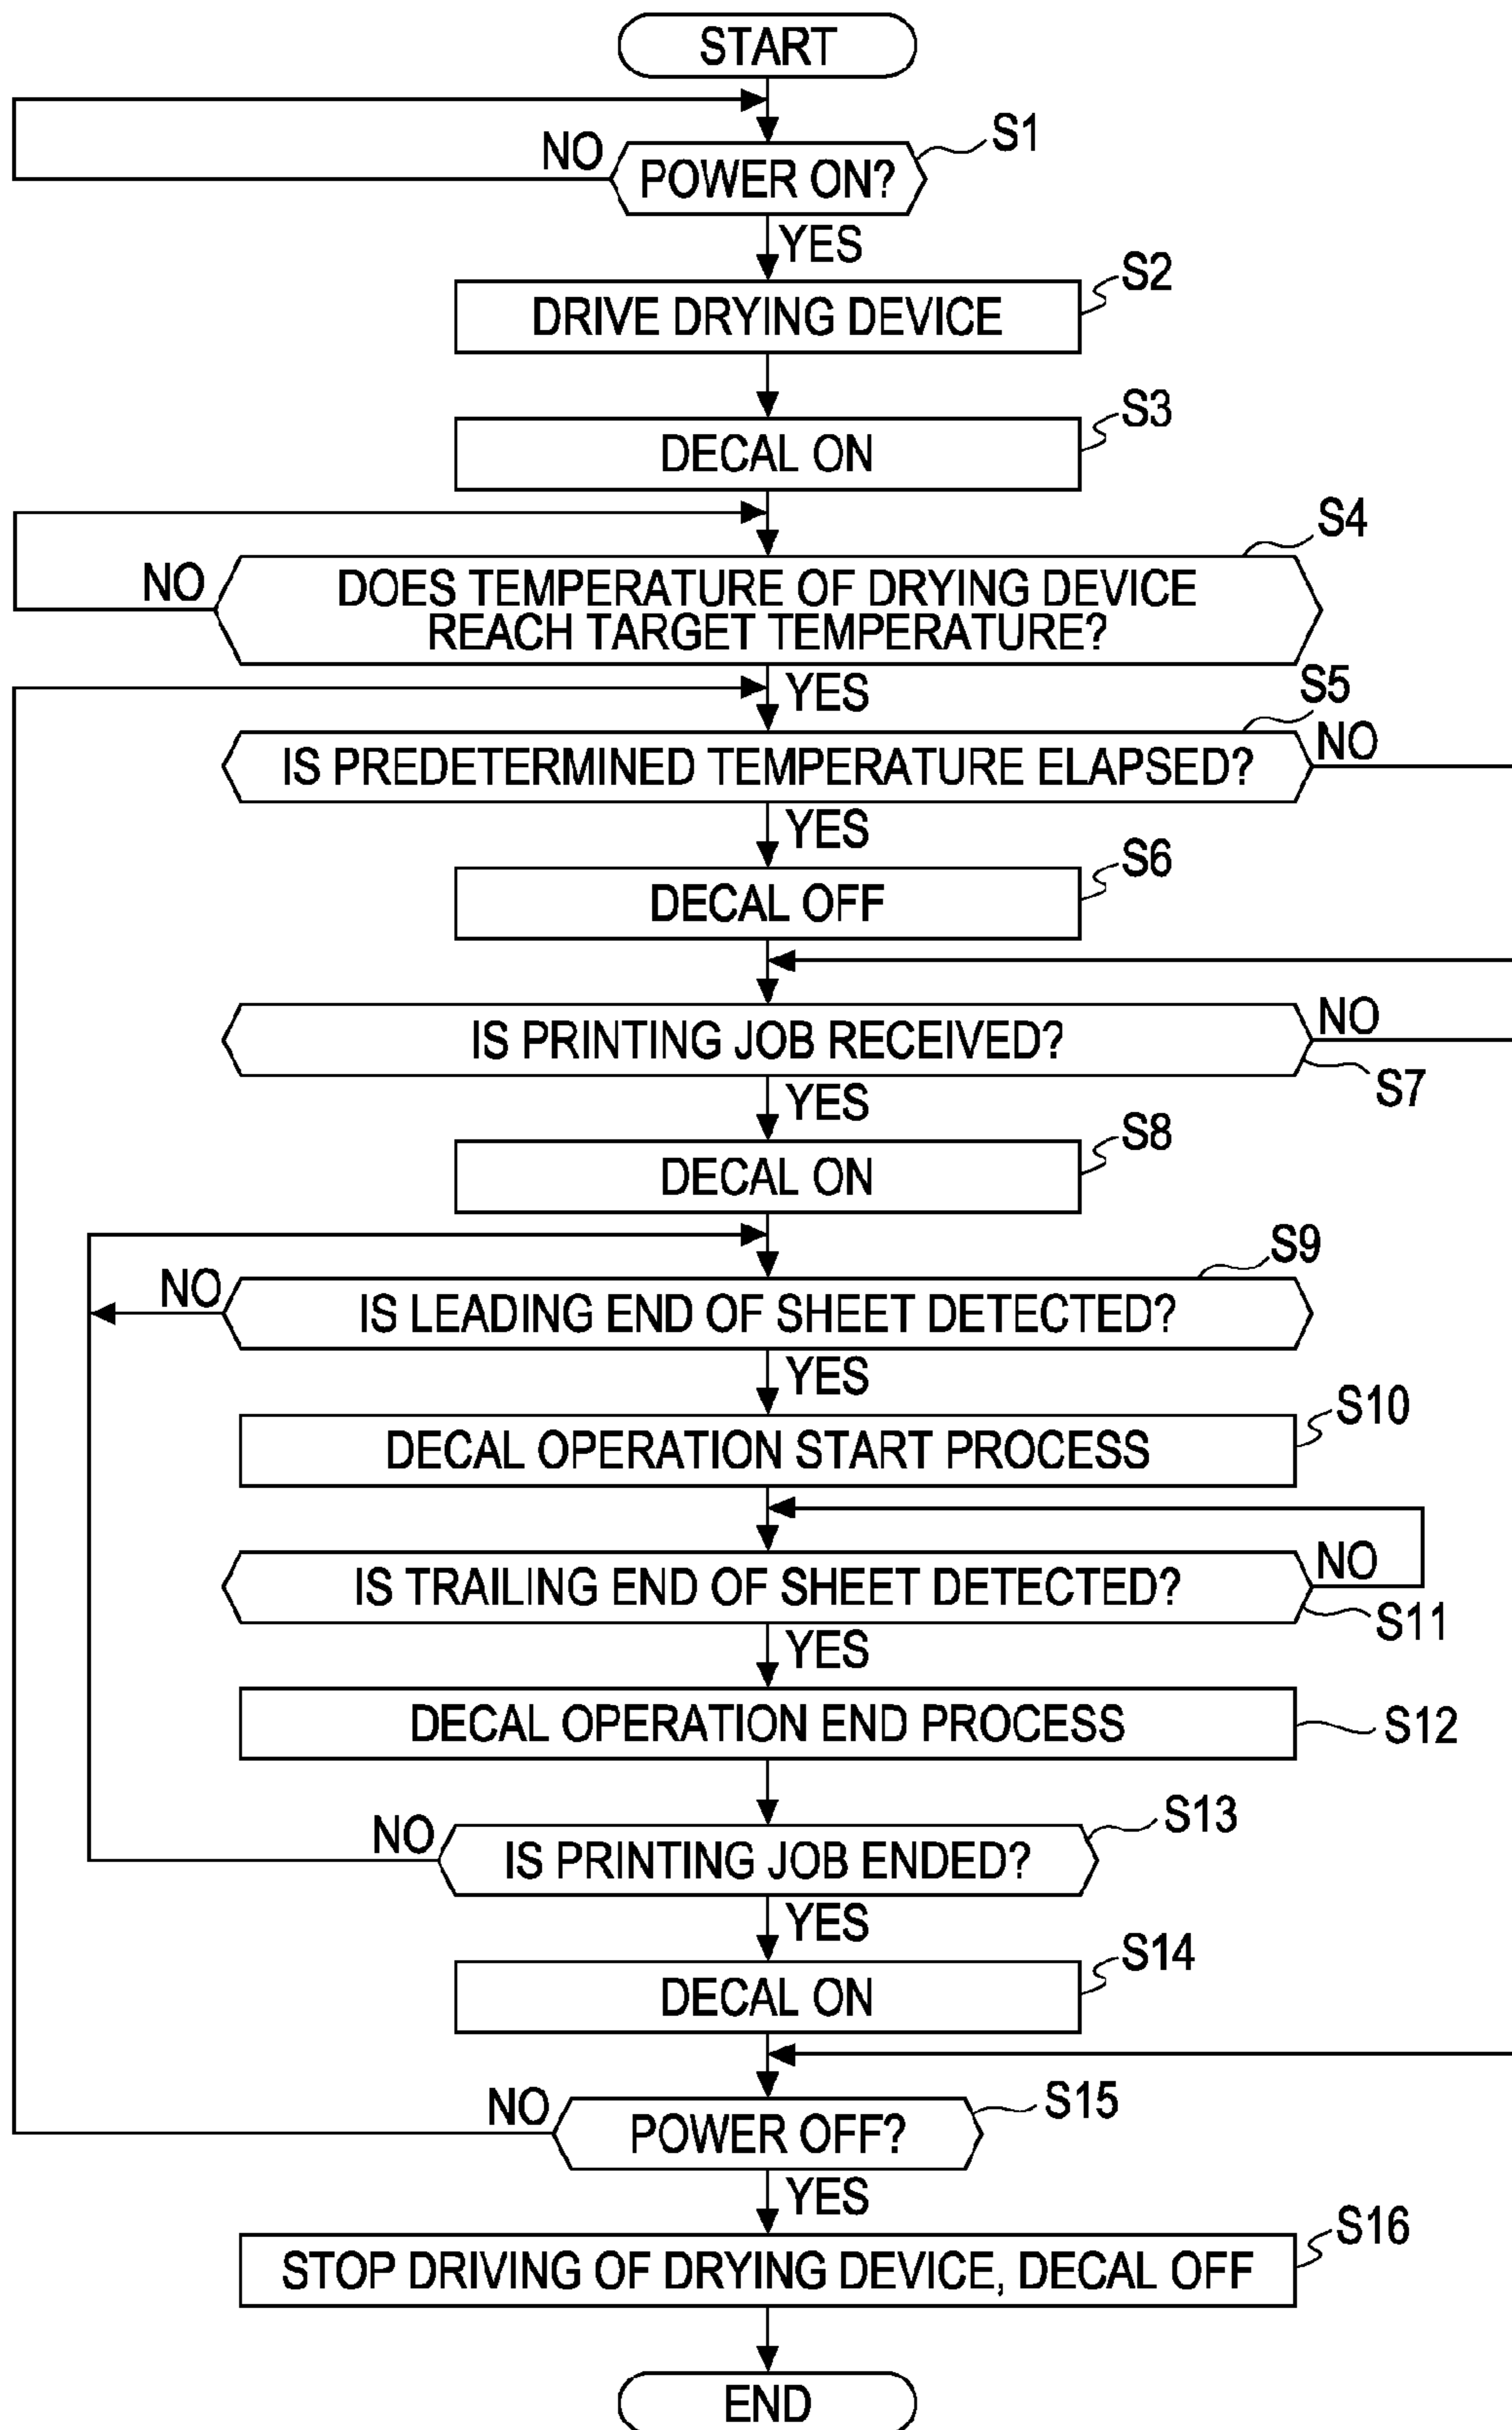 START
NO
S1
POWER ON?
YES
S2
DRIVE DRYING DEVICE
S3
DECAL ON
S4
NO
DOES TEMPERATURE OF DRYING DEVICE
REACH TARGET TEMPERATURE?
YES
S5
IS PREDETERMINED TEMPERATURE ELAPSED?
NO
YES
S6
DECAL OFF
IS PRINTING JOB RECEIVED?
NO
S7
YES
S8
DECAL ON
S9
NO
IS LEADING END OF SHEET DETECTED?
YES
S10
DECAL OPERATION START PROCESS
IS TRAILING END OF SHEET DETECTED?
NO
S11
YES
DECAL OPERATION END PROCESS
S12
S13
NO
IS PRINTING JOB ENDED?
YES
S14
DECAL ON
NO
S15
POWER OFF?
YES
S16
STOP DRIVING OF DRYING DEVICE, DECAL OFF
END